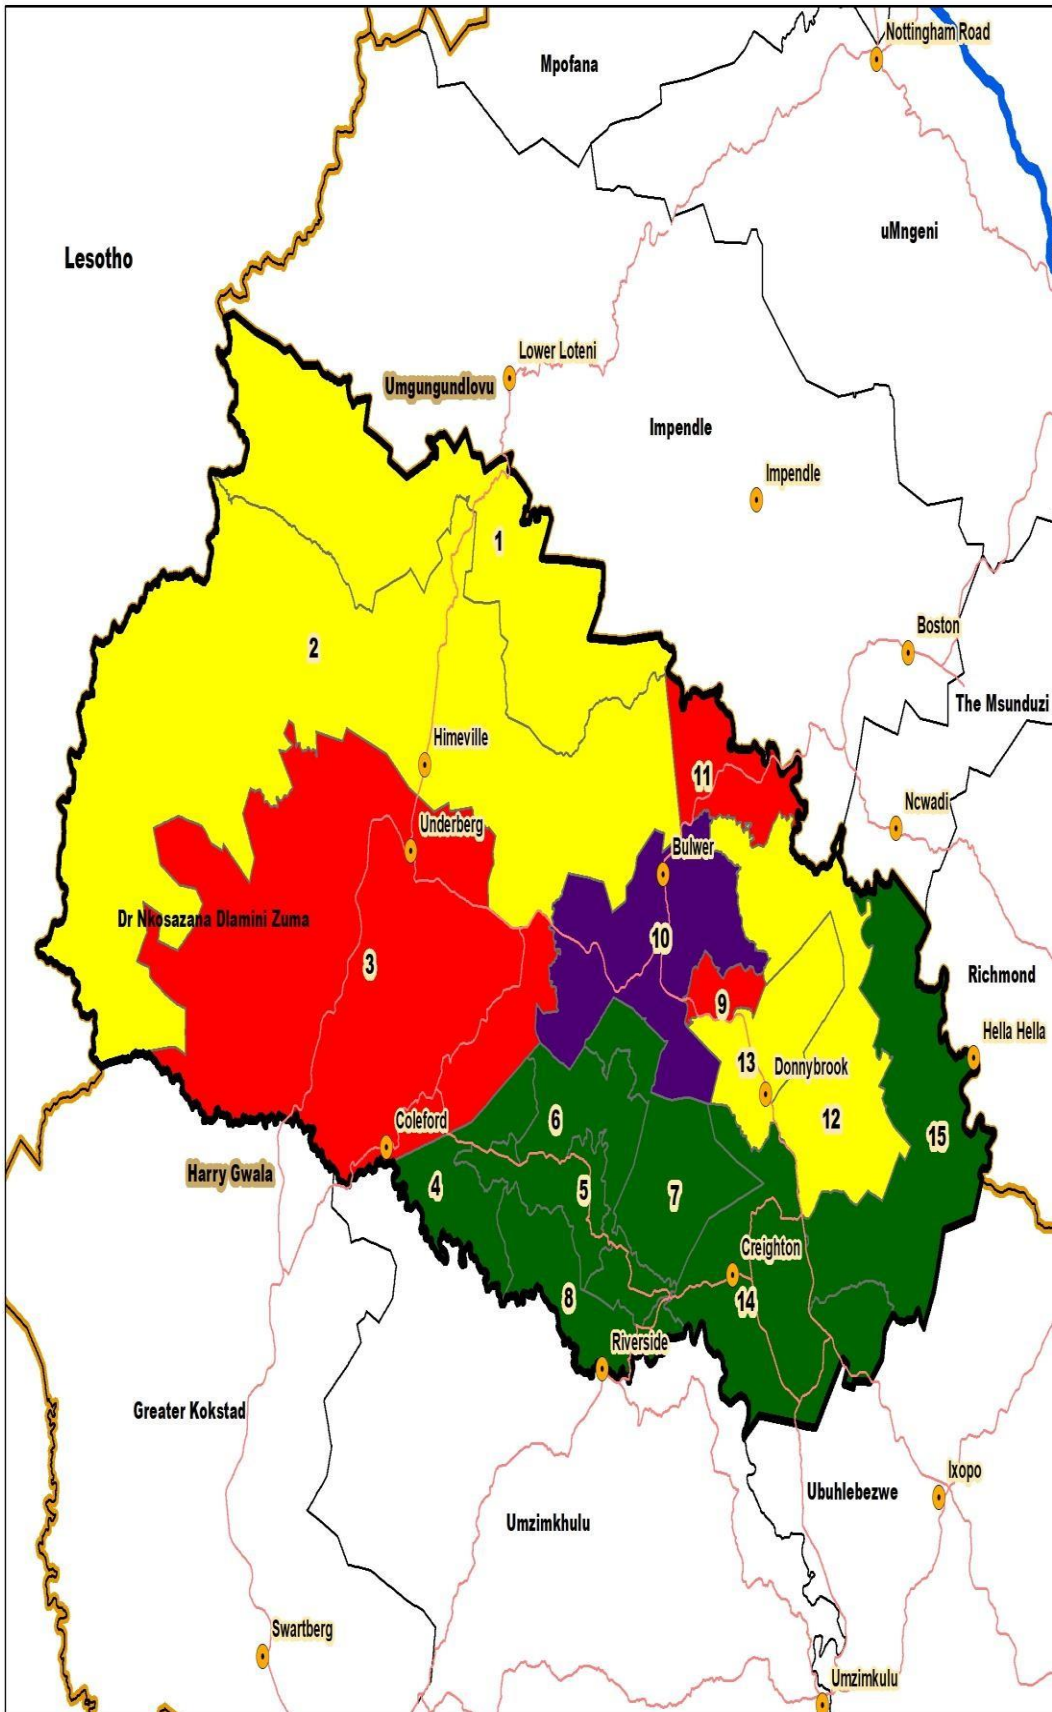 Nottingham Road
Mpofana
uMngeni
Lesotho
Lower Loteni
Umgungundlovu
Impendle
Impendle
1
Boston
2
The Msunduzi
Himeville
11
Ncwadi
Underberg
Bulwer
Dr Nkosazana Dlamini Zuma
10
3
Richmond
9
Hella Hella
13
Donnybrook
Coleford
6
12
15
Harry Gwala
4
5
7
Creighton
8
14
Riverside
Greater Kokstad
Ixopo
Ubuhlebezwe
Umzimkhulu
Swartberg
Umzimkulu